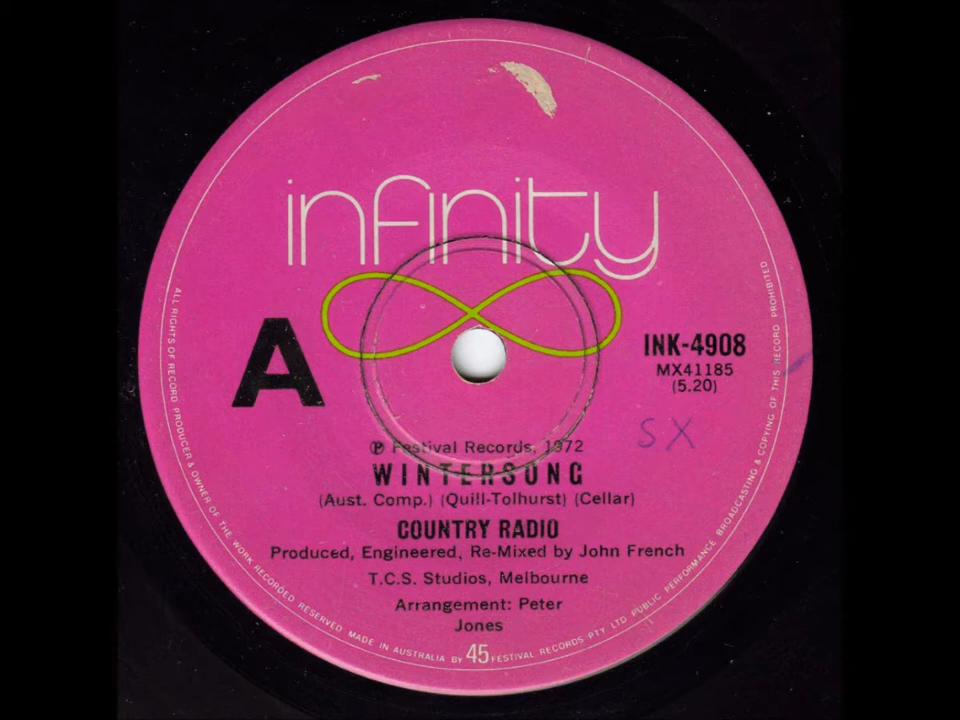 infinity
A
INK-4908
MX41185
(5.20)
SX
℗ Festival Records, 1972
WINTERSONG
(Aust. Comp.) (Quill-Tolhurst) (Cellar)
COUNTRY RADIO
Produced, Engineered, Re-Mixed by John French
T.C.S. Studios, Melbourne
Arrangement: Peter
Jones
ALL RIGHTS OF RECORD PRODUCER & OWNER OF THE WORK RECORDED RESERVED MADE IN AUSTRALIA BY 45 FESTIVAL RECORDS PTY LTD PUBLIC PERFORMANCE BROADCASTING & COPYING OF THIS RECORD PROHIBITED